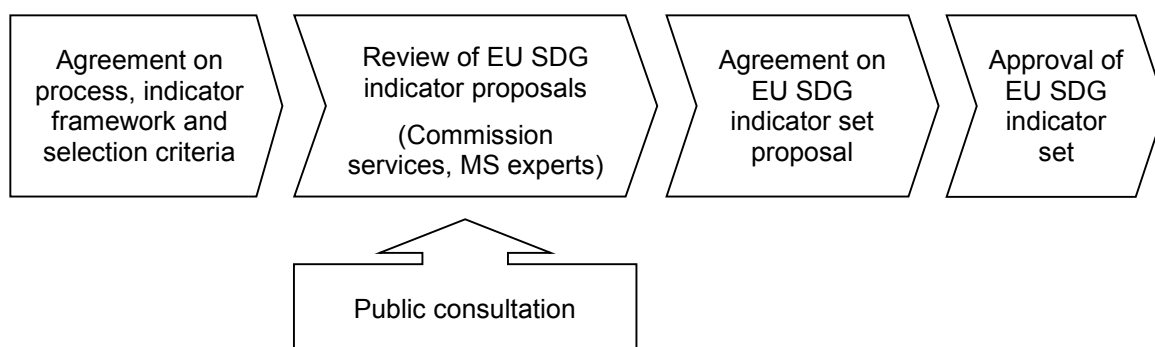 Agreement on
process, indicator
framework and
selection criteria
Review of EU SDG
indicator proposals
(Commission
services, MS experts)
Agreement on
EU SDG
indicator set
proposal
Approval of
EU SDG
indicator
set
Public consultation